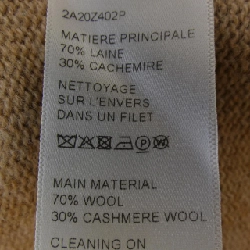 2A20Z402P
MATIERE PRINCIPALE
70% LAINE
30% CACHEMIRE
NETTOYAGE
SUR L'ENVERS
DANS UN FILET
MAIN MATERIAL
70% WOOL
30% CASHMERE WOOL
CLEANING ON